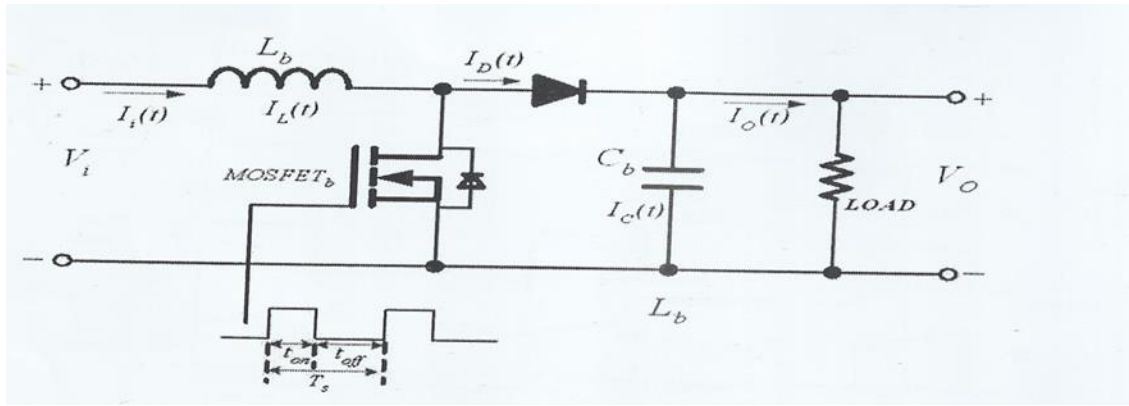 L_b
I_D(t)
+
I_i(t)
I_L(t)
I_O(t)
+
V_i
MOSFET_b
C_b
I_C(t)
LOAD
V_O
−
−
L_b
t_on
t_off
T_s